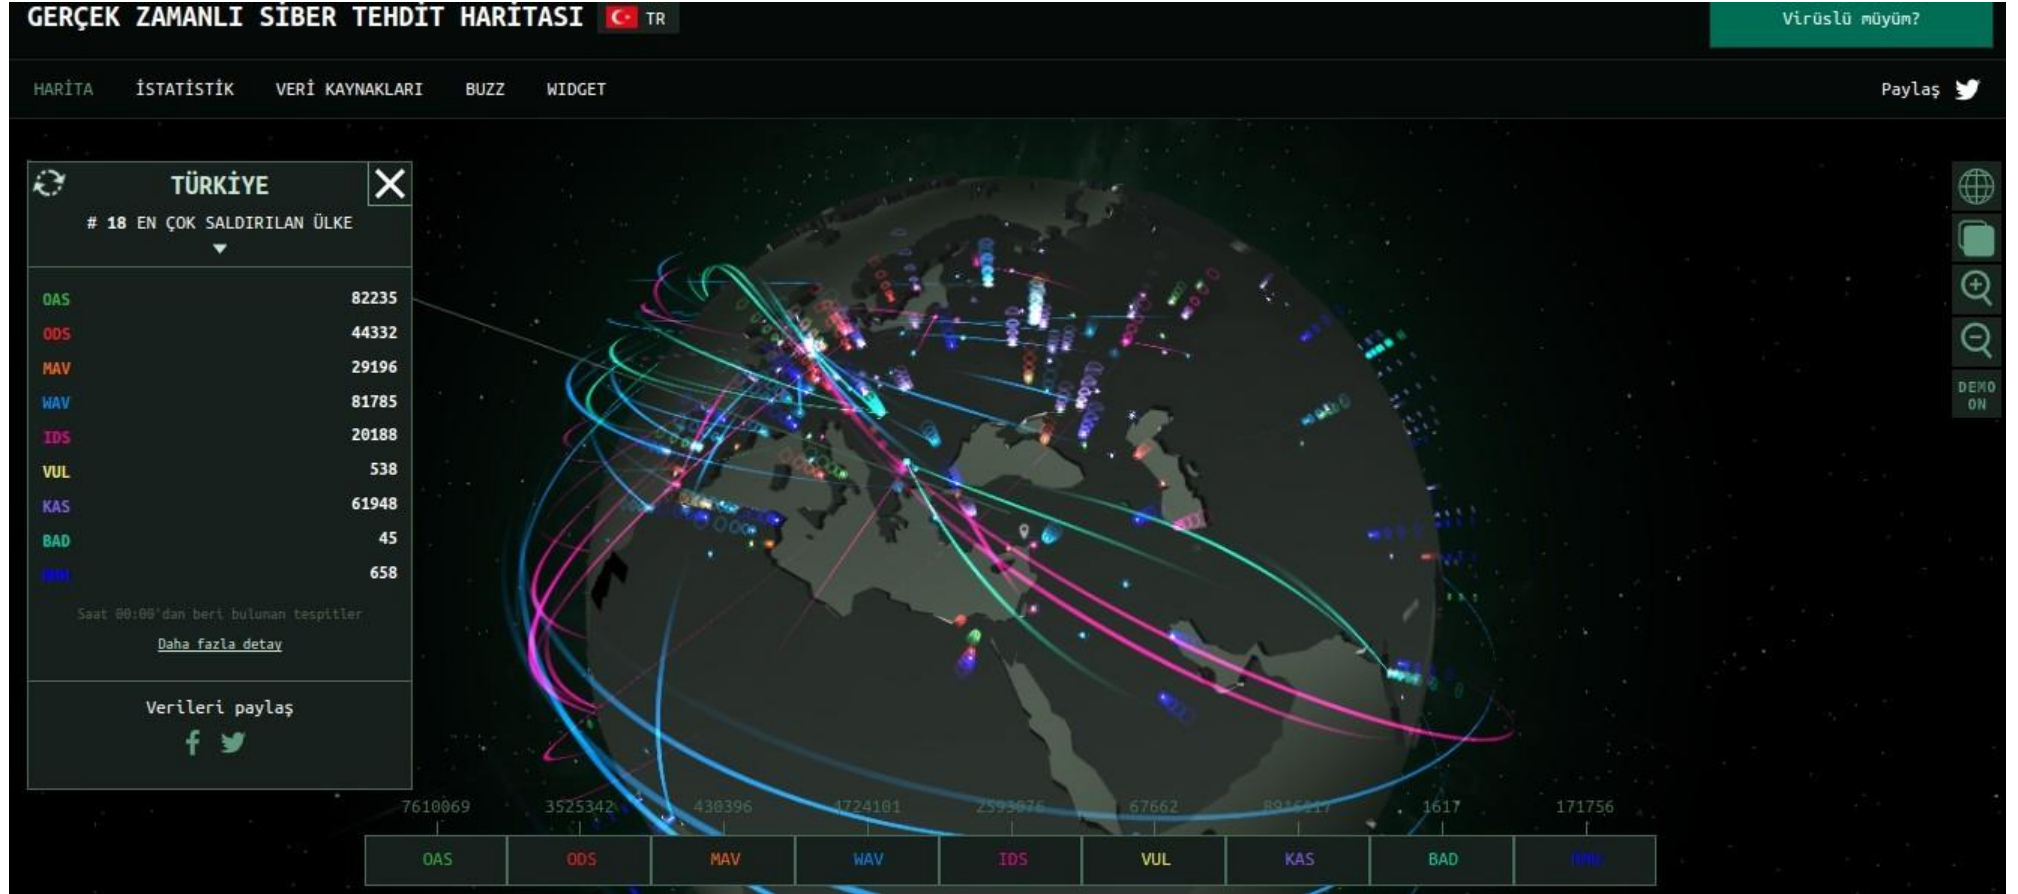 GERÇEK ZAMANLI SİBER TEHDİT HARİTASI TR
Virüslü müyüm?
HARİTA İSTATİSTİK VERİ KAYNAKLARI BUZZ WIDGET
Paylaş
TÜRKİYE
# 18 EN ÇOK SALDIRILAN ÜLKE
OAS 82235
ODS 44332
MAV 29196
WAV 81785
IDS 20188
VUL 538
KAS 61948
BAD 45
658
Saat 00:00'dan beri bulunan tespitler
Daha fazla detay
Verileri paylaş
DEMO
ON
7610069 3525342 430396 4724101 2593076 67662 1617 171756
OAS ODS MAV WAV IDS VUL KAS BAD